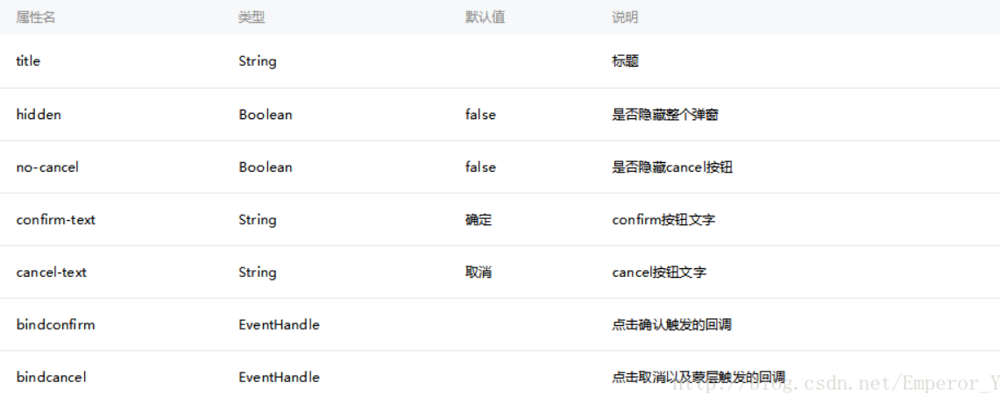 属性名 类型 默认值 说明
title String 标题
hidden Boolean false 是否隐藏整个弹窗
no-cancel Boolean false 是否隐藏cancel按钮
confirm-text String 确定 confirm按钮文字
cancel-text String 取消 cancel按钮文字
bindconfirm EventHandle 点击确认触发的回调
bindcancel EventHandle 点击取消以及蒙层触发的回调
http://blog.csdn.net/Emperor_Y